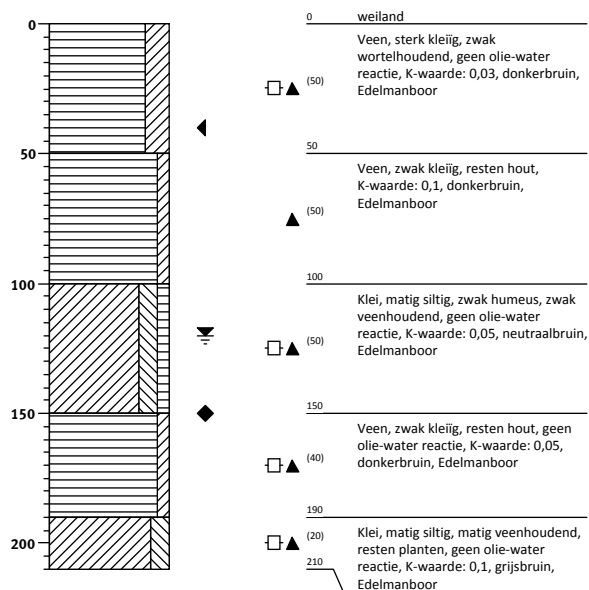 0
50
100
150
200
0 weiland
Veen, sterk kleiïg, zwak
wortelhoudend, geen olie-water
reactie, K-waarde: 0,03, donkerbruin,
Edelmanboor
(50)
50
Veen, zwak kleiïg, resten hout,
K-waarde: 0,1, donkerbruin,
Edelmanboor
(50)
100
Klei, matig siltig, zwak humeus, zwak
veenhoudend, geen olie-water
reactie, K-waarde: 0,05, neutraalbruin,
Edelmanboor
(50)
150
Veen, zwak kleiïg, resten hout, geen
olie-water reactie, K-waarde: 0,05,
donkerbruin, Edelmanboor
(40)
190
Klei, matig siltig, matig veenhoudend,
resten planten, geen olie-water
reactie, K-waarde: 0,1, grijsbruin,
Edelmanboor
(20)
210